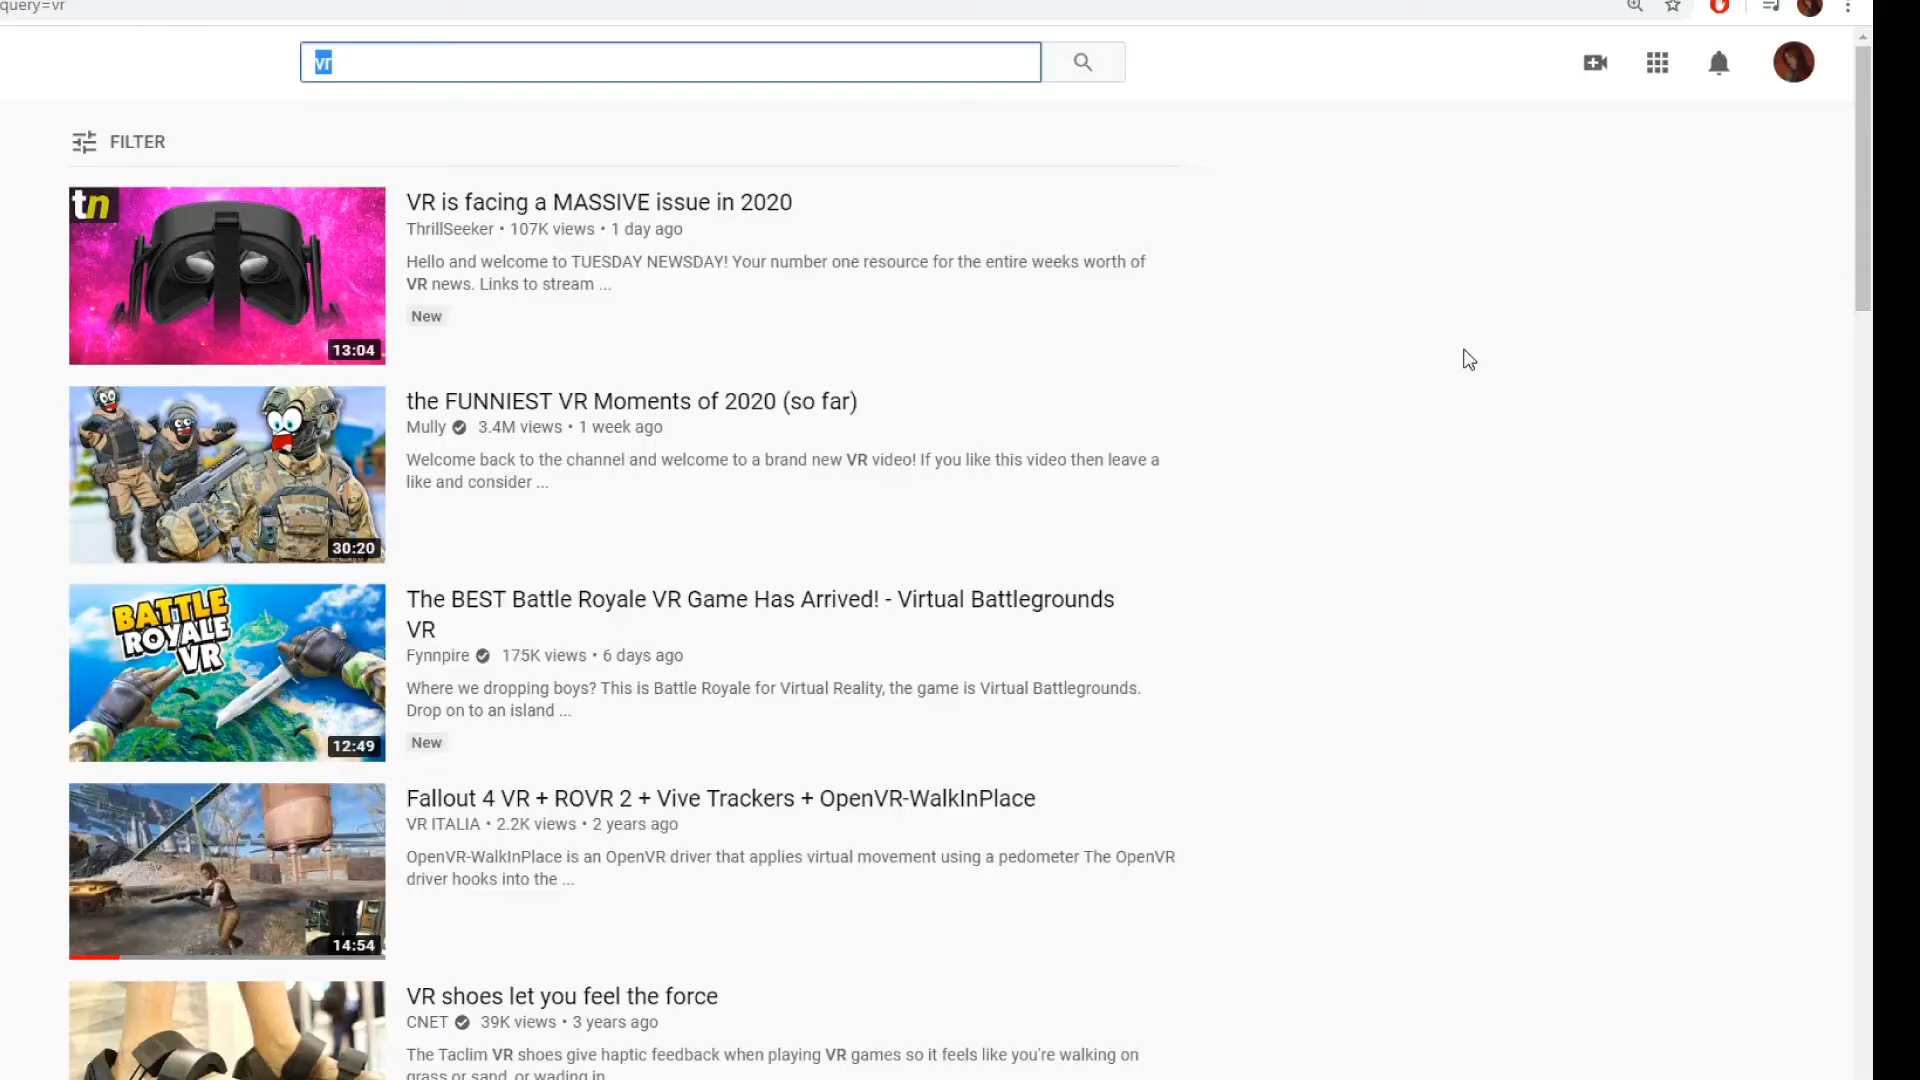 query=vr
vr
FILTER
tn
13:04
VR is facing a MASSIVE issue in 2020
ThrillSeeker • 107K views • 1 day ago
Hello and welcome to TUESDAY NEWSDAY! Your number one resource for the entire weeks worth of
VR news. Links to stream ...
New
30:20
the FUNNIEST VR Moments of 2020 (so far)
Mully 3.4M views • 1 week ago
Welcome back to the channel and welcome to a brand new VR video! If you like this video then leave a
like and consider ...
BATTLE
ROYALE
VR
12:49
The BEST Battle Royale VR Game Has Arrived! - Virtual Battlegrounds
VR
Fynnpire 175K views • 6 days ago
Where we dropping boys? This is Battle Royale for Virtual Reality, the game is Virtual Battlegrounds.
Drop on to an island ...
New
14:54
Fallout 4 VR + ROVR 2 + Vive Trackers + OpenVR-WalkInPlace
VR ITALIA • 2.2K views • 2 years ago
OpenVR-WalkInPlace is an OpenVR driver that applies virtual movement using a pedometer The OpenVR
driver hooks into the ...
VR shoes let you feel the force
CNET 39K views • 3 years ago
The Taclim VR shoes give haptic feedback when playing VR games so it feels like you're walking on
grass or sand, or wading in